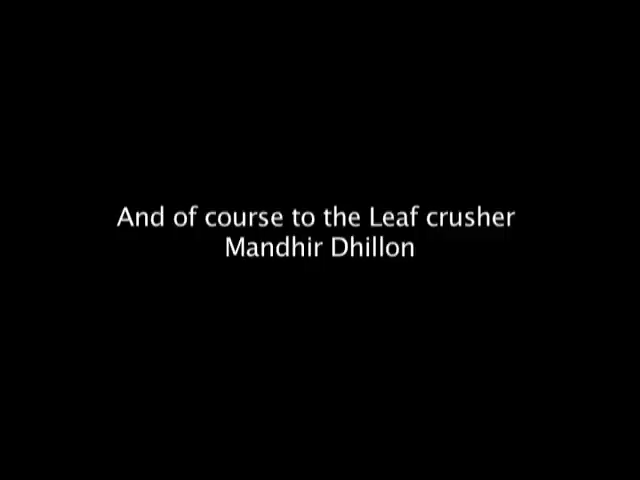 And of course to the Leaf crusher
Mandhir Dhillon